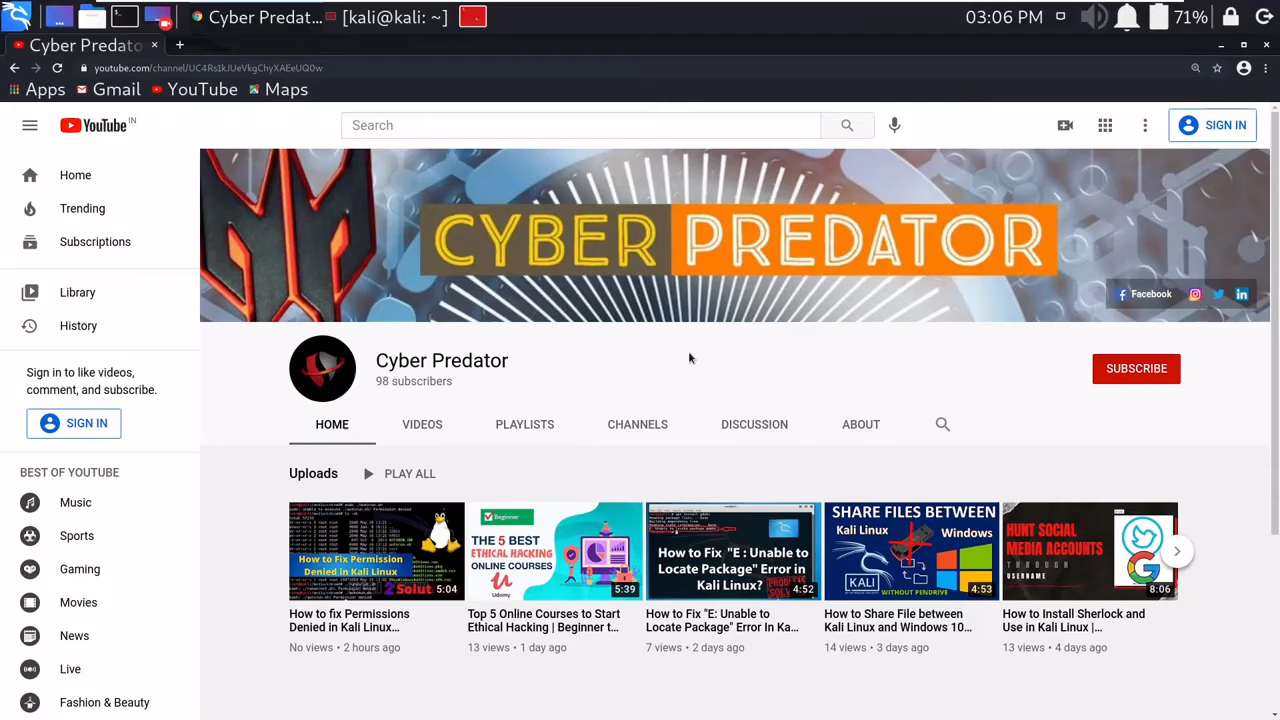 Cyber Predat...
[kali@kali: ~]
03:06 PM
71%
Cyber Predato
youtube.com/channel/UC4Rs1kJUeVkgChyXAEeUQ0w
Apps
Gmail
YouTube
Maps
YouTube IN
Search
SIGN IN
Home
Trending
Subscriptions
Library
History
Sign in to like videos,
comment, and subscribe.
SIGN IN
BEST OF YOUTUBE
Music
Sports
Gaming
Movies
News
Live
Fashion & Beauty
CYBER PREDATOR
Facebook
Cyber Predator
98 subscribers
SUBSCRIBE
HOME
VIDEOS
PLAYLISTS
CHANNELS
DISCUSSION
ABOUT
Uploads
PLAY ALL
How to Fix Permission
Denied in Kali Linux
2 Solut
5:04
Beginner
THE 5 BEST
ETHICAL HACKING
ONLINE COURSES
Udemy
5:39
How to Fix "E : Unable to
Locate Package" Error in
Kali Linux?
4:52
SHARE FILES BETWEEN
Kali Linux
Windows
KALI
WITHOUT PENDRIVE
4:53
HUNT SOCIAL
MEDIA ACCOUNTS
THROUGH
USERNAME
8:06
How to fix Permissions
Denied in Kali Linux...
No views • 2 hours ago
Top 5 Online Courses to Start
Ethical Hacking | Beginner t...
13 views • 1 day ago
How to Fix "E: Unable to
Locate Package" Error In Ka...
7 views • 2 days ago
How to Share File between
Kali Linux and Windows 10...
14 views • 3 days ago
How to Install Sherlock and
Use in Kali Linux |...
13 views • 4 days ago